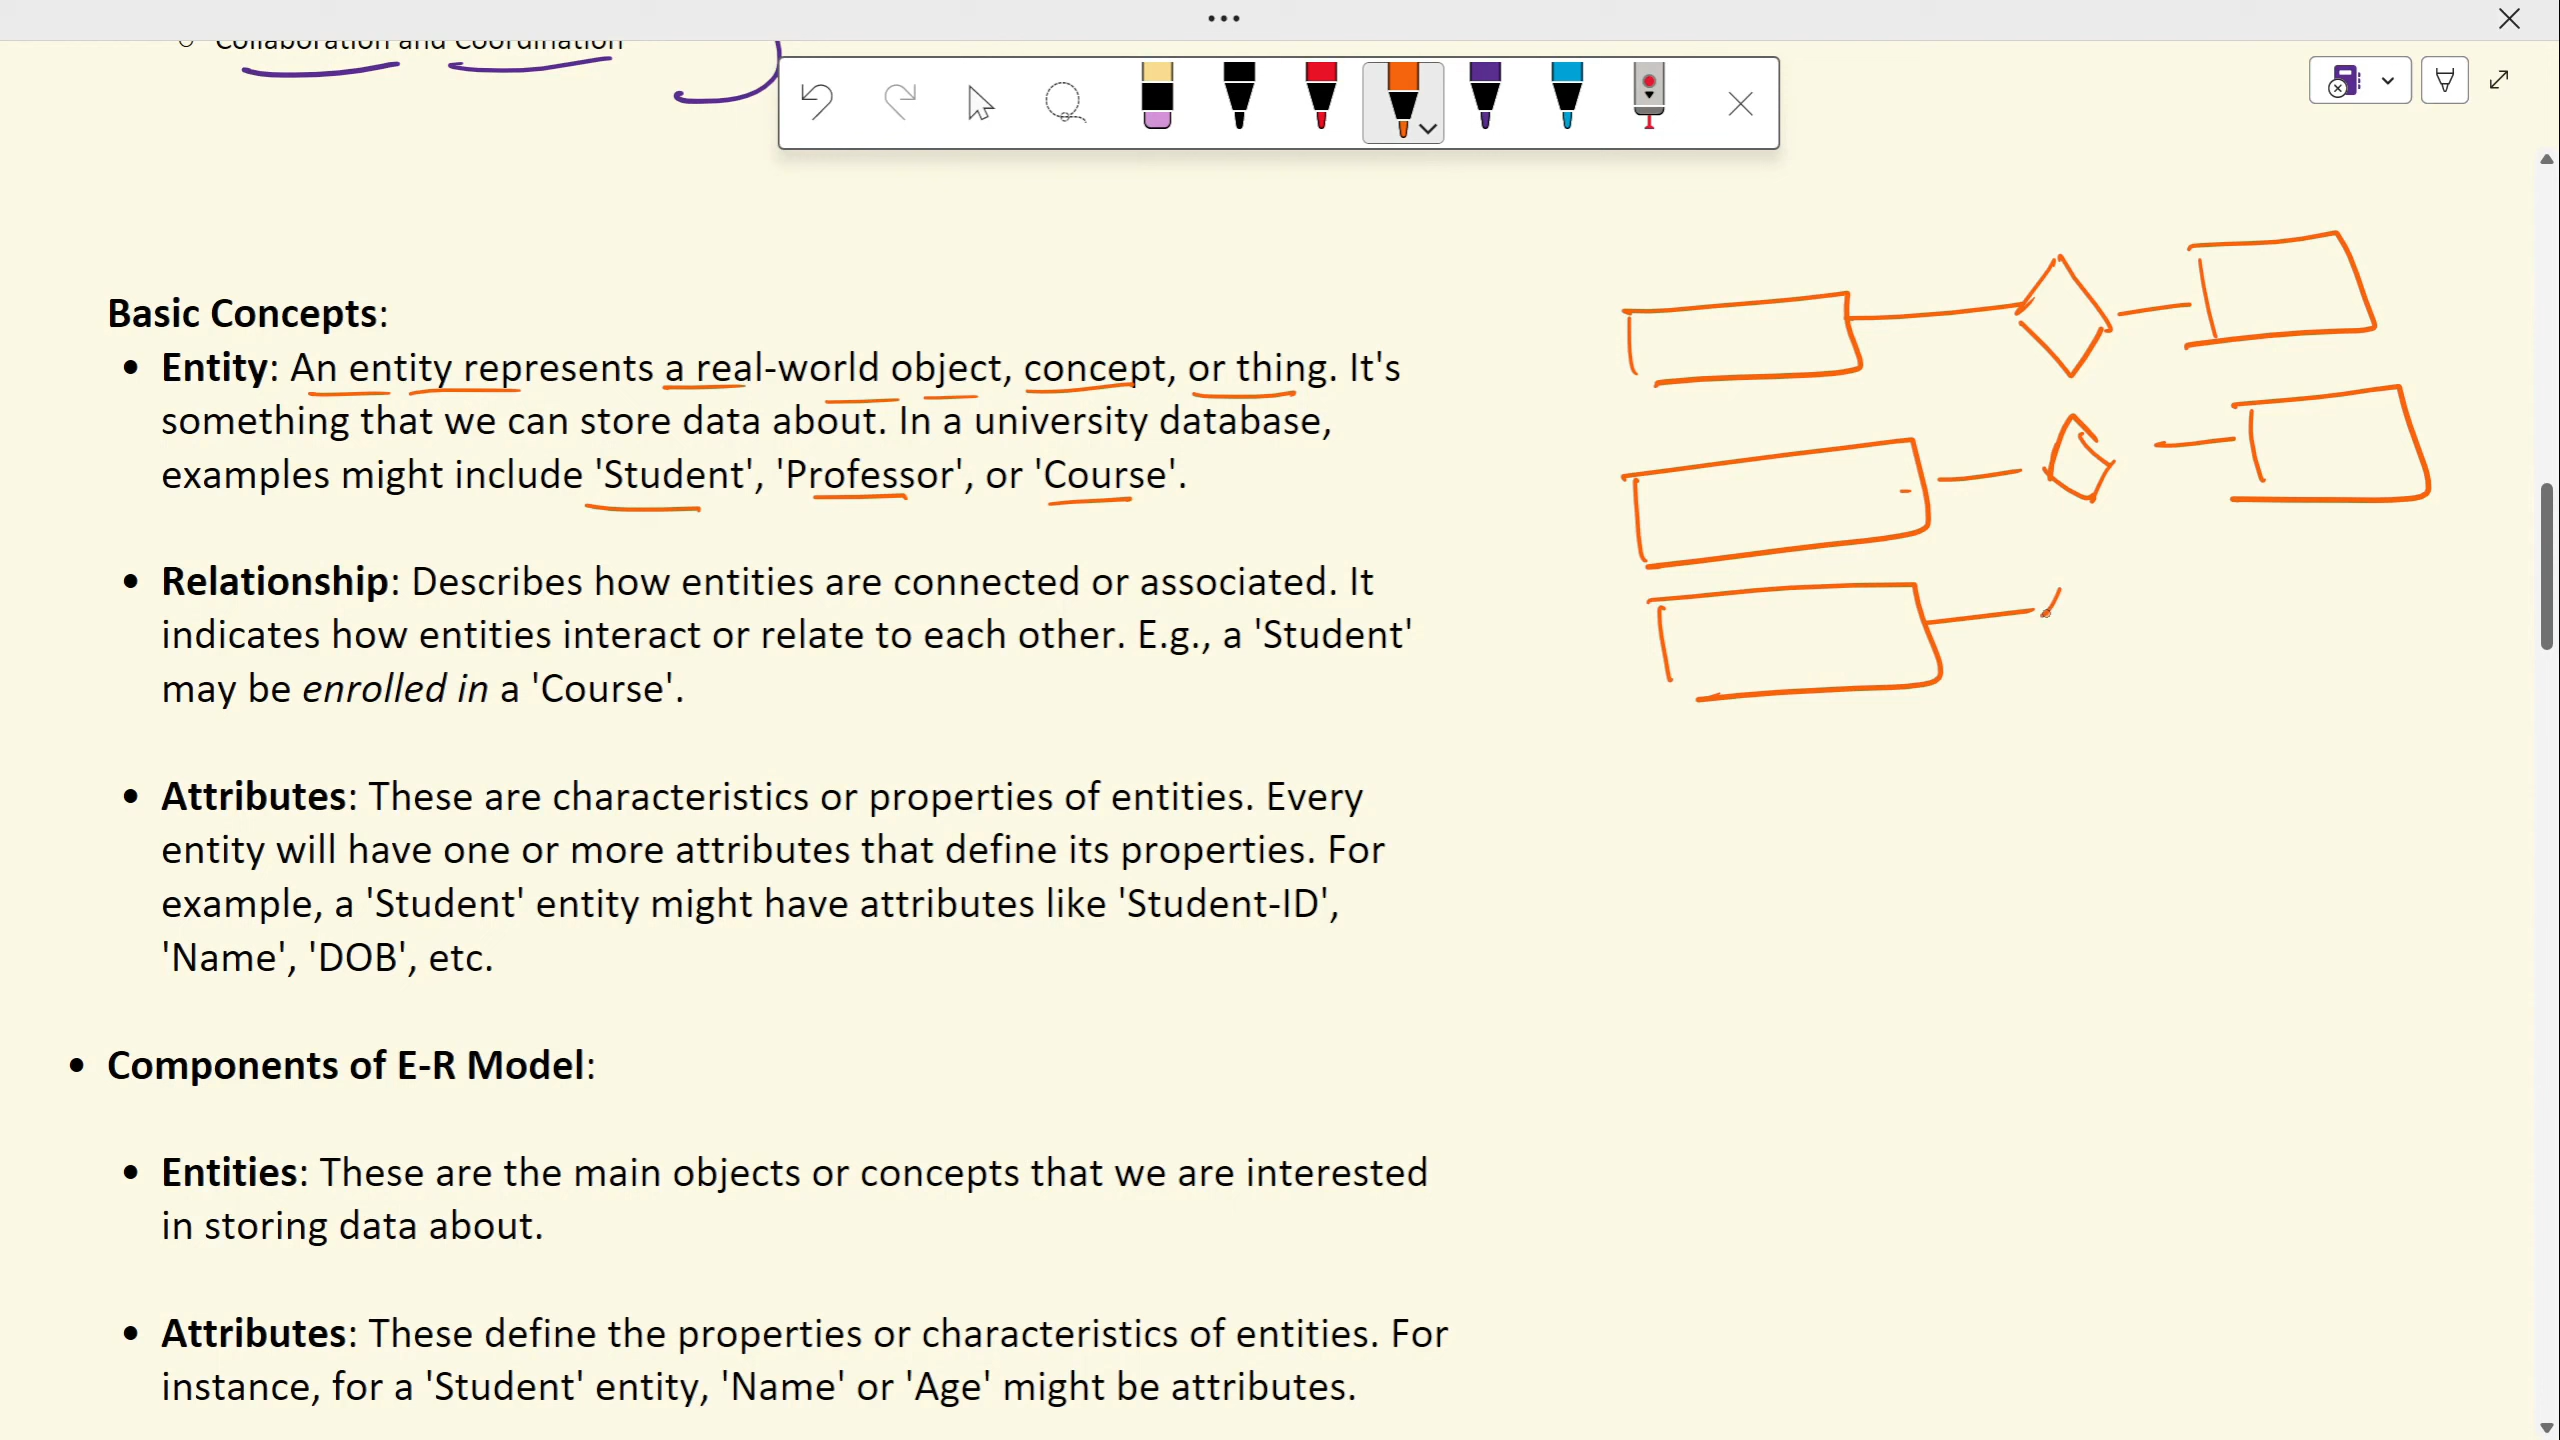 Collaboration and Coordination
Basic Concepts:
• Entity: An entity represents a real-world object, concept, or thing. It's
something that we can store data about. In a university database,
examples might include 'Student', 'Professor', or 'Course'.
• Relationship: Describes how entities are connected or associated. It
indicates how entities interact or relate to each other. E.g., a 'Student'
may be enrolled in a 'Course'.
• Attributes: These are characteristics or properties of entities. Every
entity will have one or more attributes that define its properties. For
example, a 'Student' entity might have attributes like 'Student-ID',
'Name', 'DOB', etc.
• Components of E-R Model:
• Entities: These are the main objects or concepts that we are interested
in storing data about.
• Attributes: These define the properties or characteristics of entities. For
instance, for a 'Student' entity, 'Name' or 'Age' might be attributes.